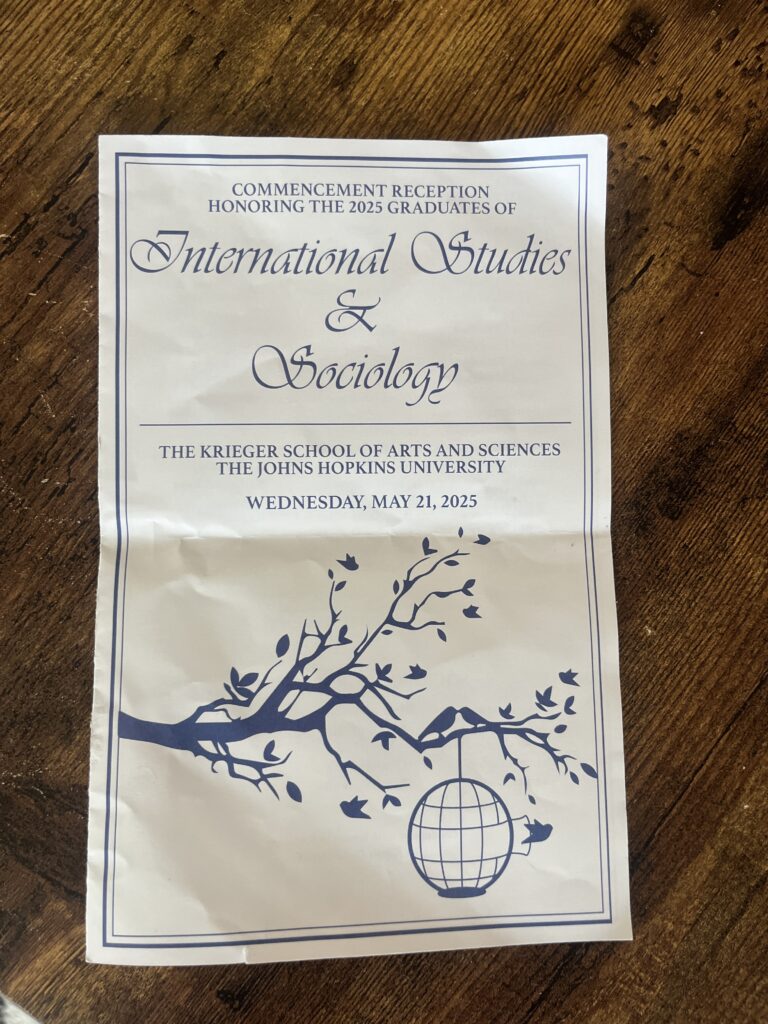 COMMENCEMENT RECEPTION
HONORING THE 2025 GRADUATES OF
International Studies
&
Sociology
THE KRIEGER SCHOOL OF ARTS AND SCIENCES
THE JOHNS HOPKINS UNIVERSITY
WEDNESDAY, MAY 21, 2025